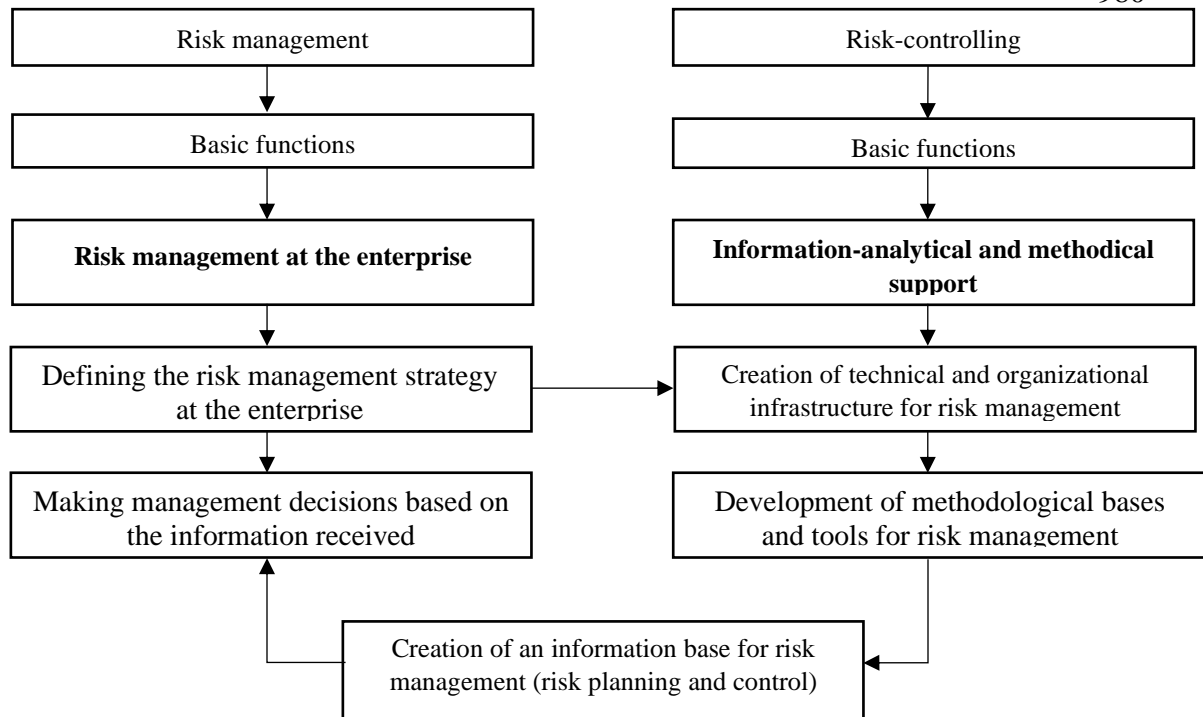 Risk management
Risk-controlling
Basic functions
Basic functions
Risk management at the enterprise
Information-analytical and methodical
support
Defining the risk management strategy
at the enterprise
Creation of technical and organizational
infrastructure for risk management
Making management decisions based on
the information received
Development of methodological bases
and tools for risk management
Creation of an information base for risk
management (risk planning and control)